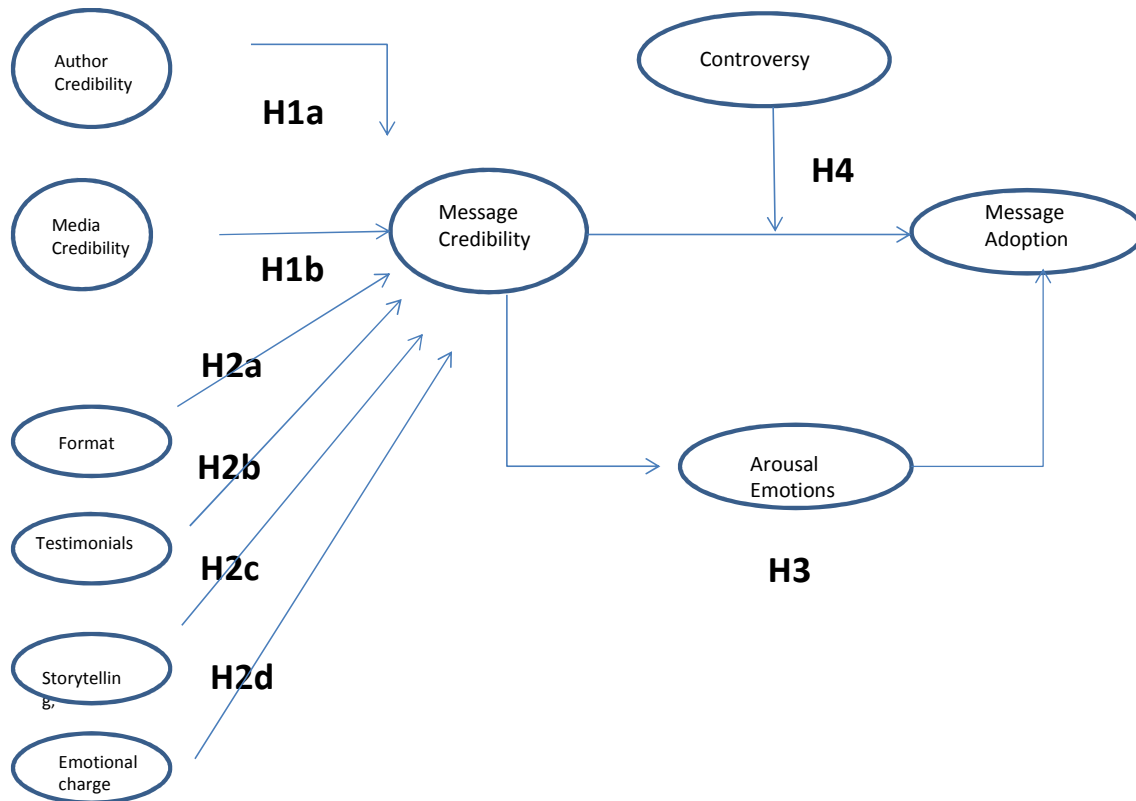 Author
Credibility
H1a
Controversy
H4
Media
Credibility
H1b
Message
Credibility
Message
Adoption
H2a
Format
H2b
Testimonials
H2c
Arousal
Emotions
H3
Storytellin
g,
H2d
Emotional
charge